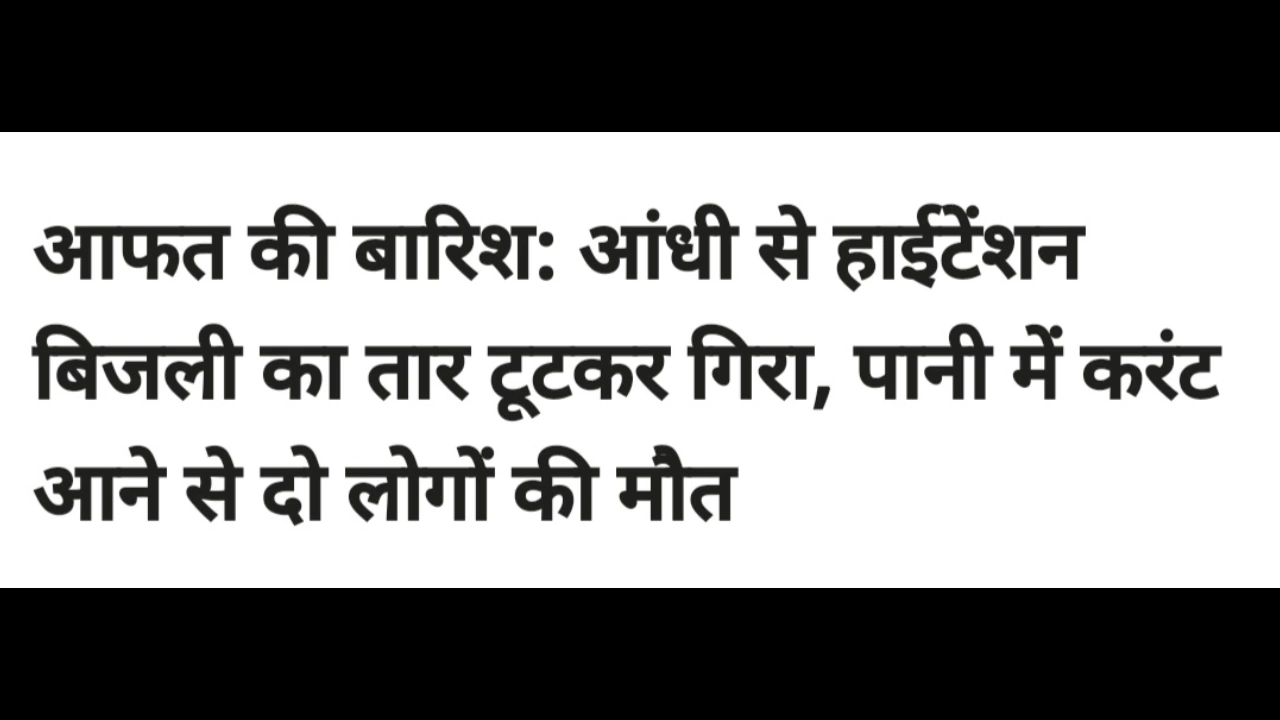 आफत की बारिश: आंधी से हाईटेंशन
बिजली का तार टूटकर गिरा, पानी में करंट
आने से दो लोगों की मौत